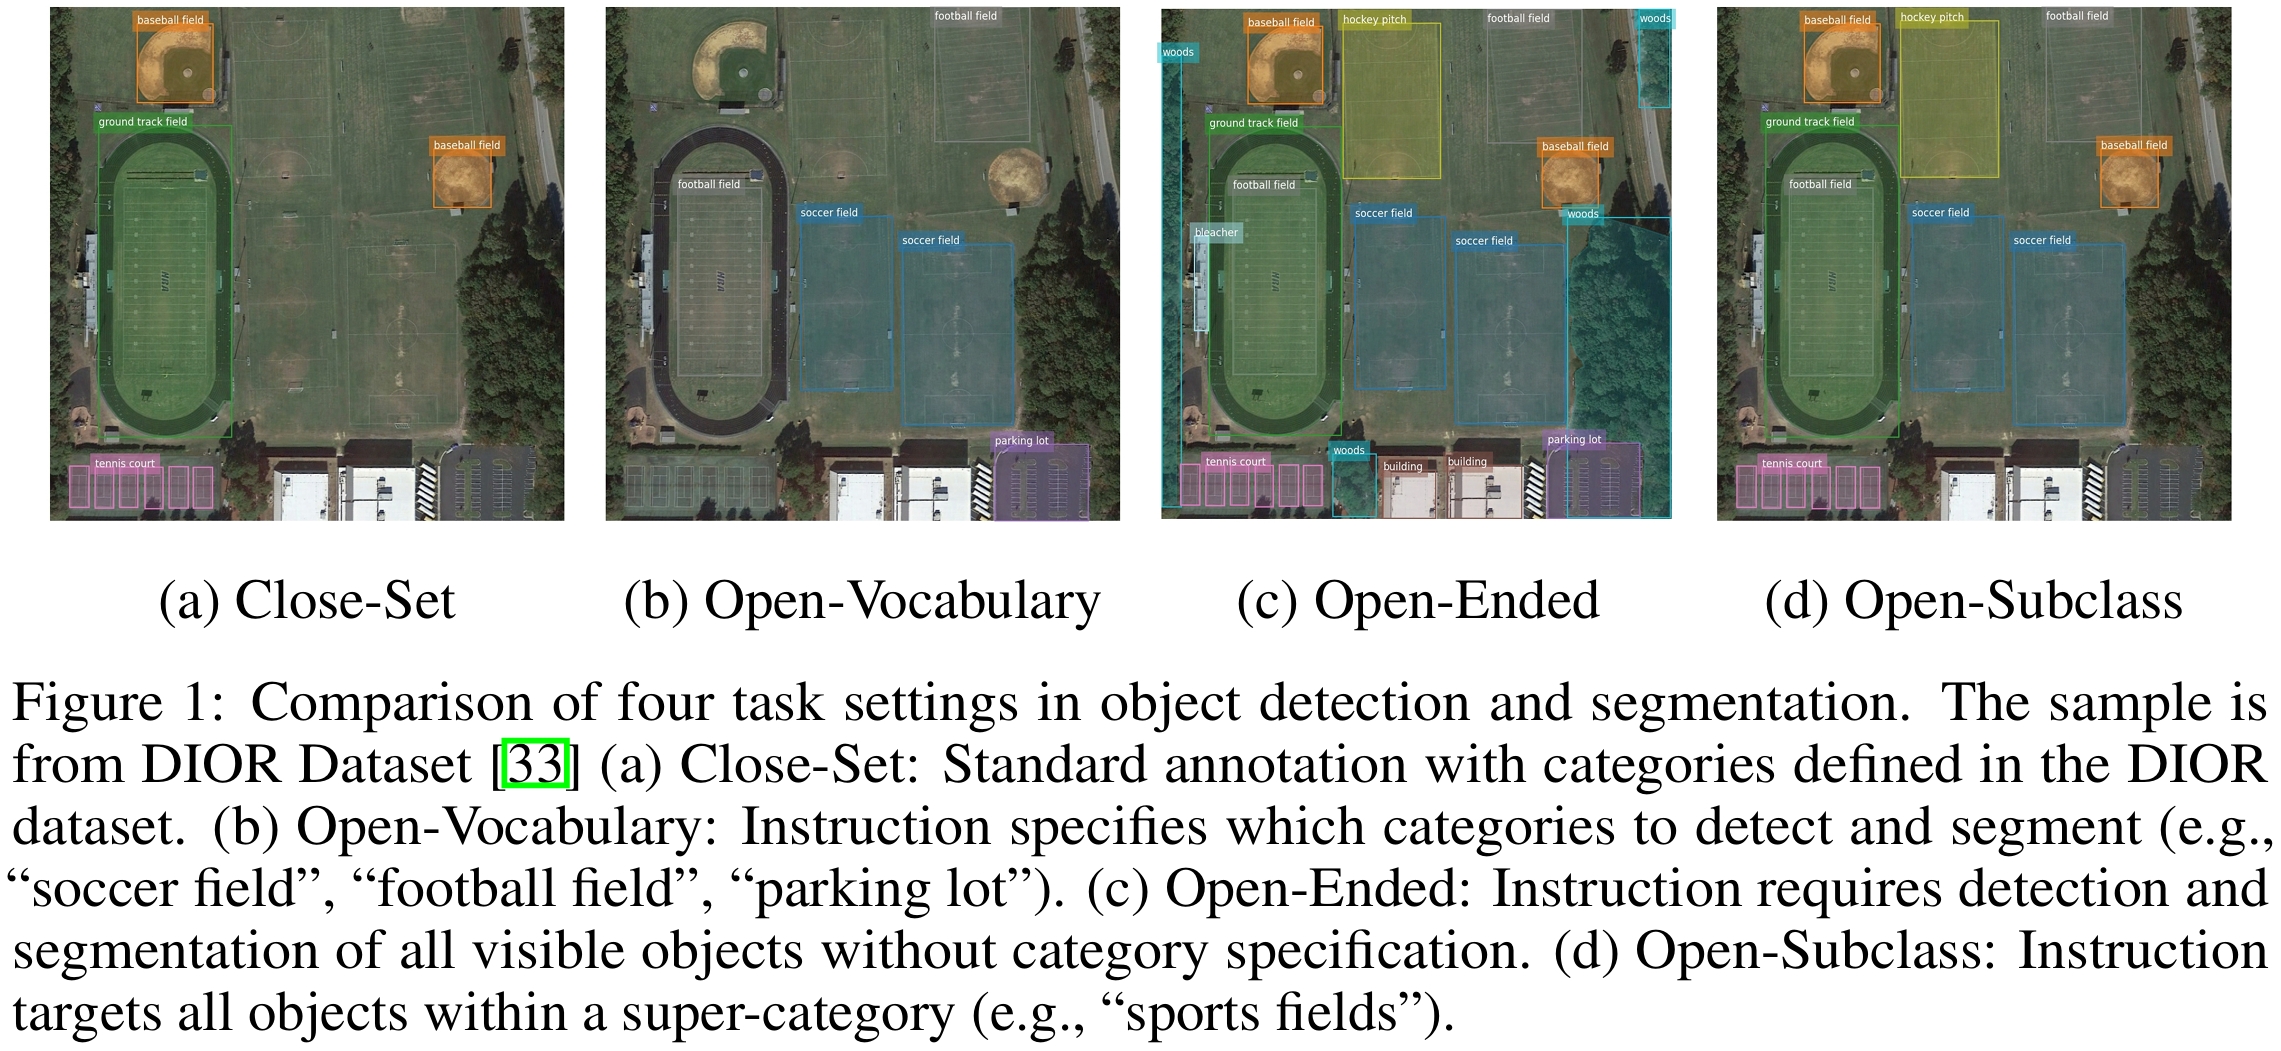 baseball field
ground track field
baseball field
tennis court
football field
football field
soccer field
soccer field
parking lot
woods
baseball field
hockey pitch
football field
woods
ground track field
baseball field
football field
soccer field
woods
bleacher
soccer field
woods
parking lot
tennis court
building
building
baseball field
hockey pitch
football field
ground track field
baseball field
football field
soccer field
soccer field
tennis court
(a) Close-Set
(b) Open-Vocabulary
(c) Open-Ended
(d) Open-Subclass
Figure 1: Comparison of four task settings in object detection and segmentation. The sample is
from DIOR Dataset [33] (a) Close-Set: Standard annotation with categories defined in the DIOR
dataset. (b) Open-Vocabulary: Instruction specifies which categories to detect and segment (e.g.,
“soccer field”, “football field”, “parking lot”). (c) Open-Ended: Instruction requires detection and
segmentation of all visible objects without category specification. (d) Open-Subclass: Instruction
targets all objects within a super-category (e.g., “sports fields”).